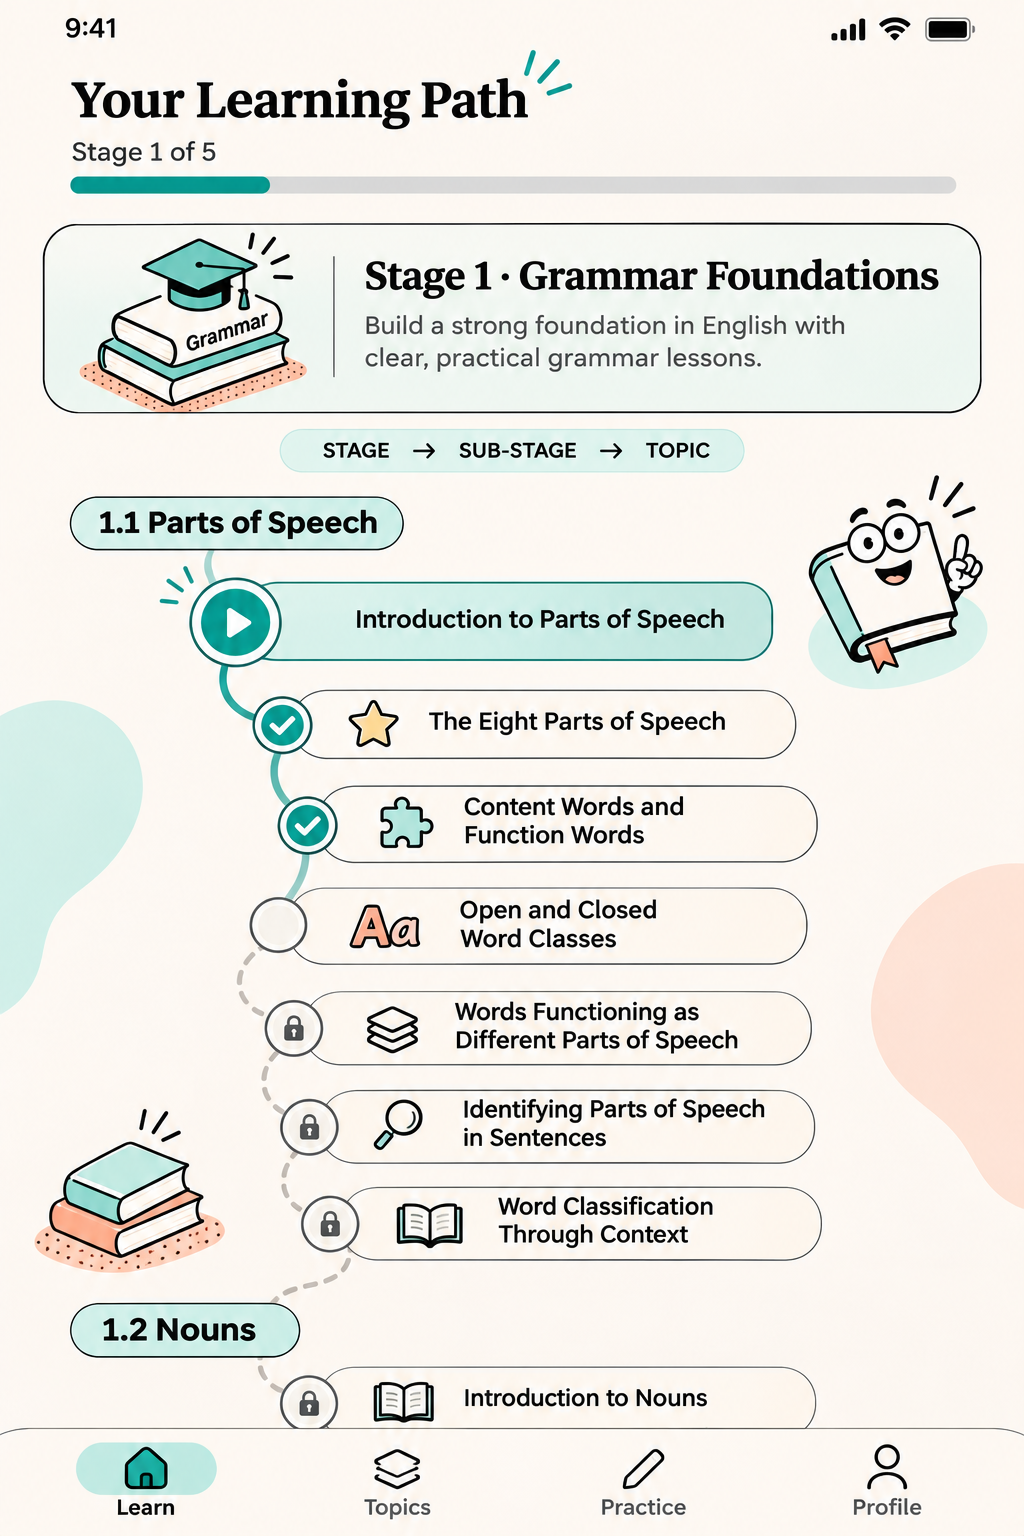 9:41
Your Learning Path
Stage 1 of 5
Grammar
Stage 1 · Grammar Foundations
Build a strong foundation in English with
clear, practical grammar lessons.
STAGE → SUB-STAGE → TOPIC
1.1 Parts of Speech
Introduction to Parts of Speech
The Eight Parts of Speech
Content Words and
Function Words
Aa
Open and Closed
Word Classes
Words Functioning as
Different Parts of Speech
Identifying Parts of Speech
in Sentences
Word Classification
Through Context
1.2 Nouns
Introduction to Nouns
Learn
Topics
Practice
Profile